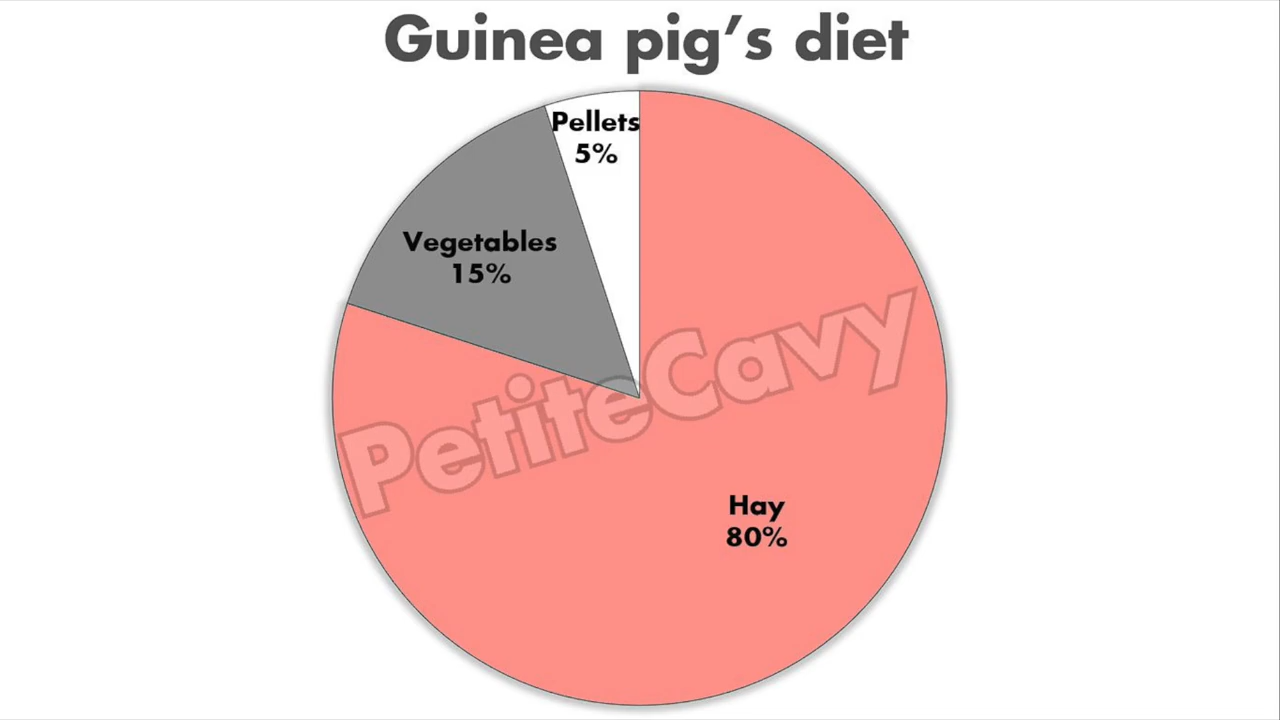 Guinea pig’s diet
Pellets
5%
Vegetables
15%
PetiteCavy
Hay
80%